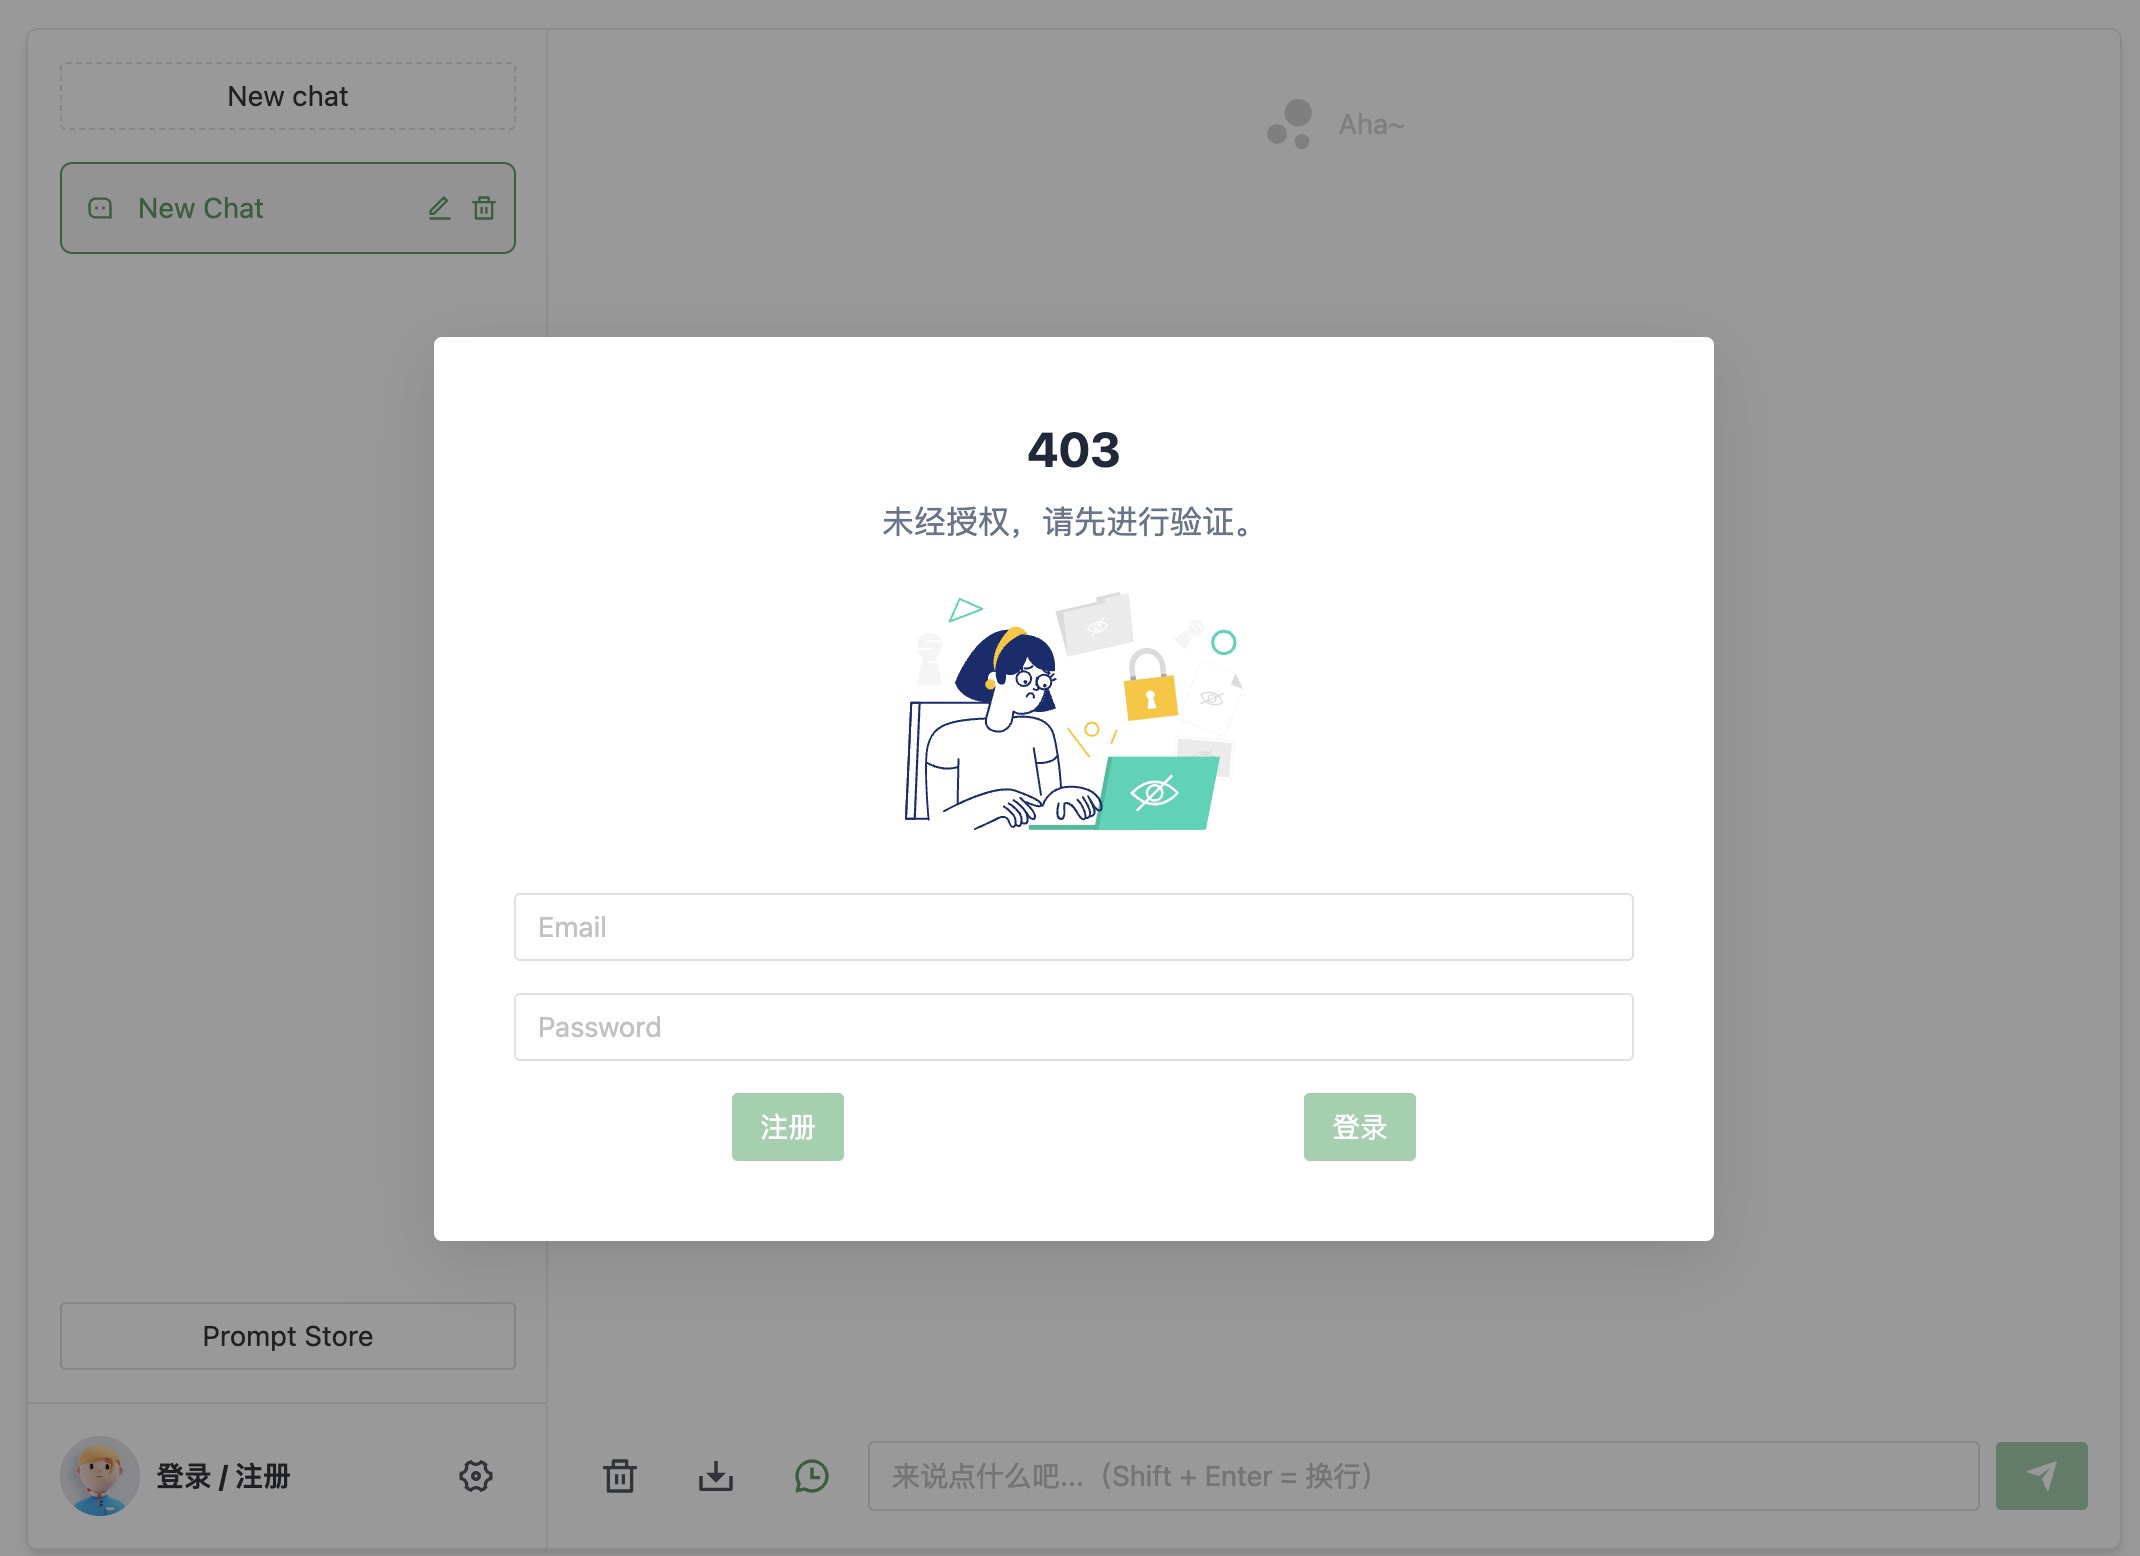 New chat
New Chat
Aha~
403
未经授权，请先进行验证。
Email
Password
注册
登录
Prompt Store
登录 / 注册
来说点什么吧...（Shift + Enter = 换行）